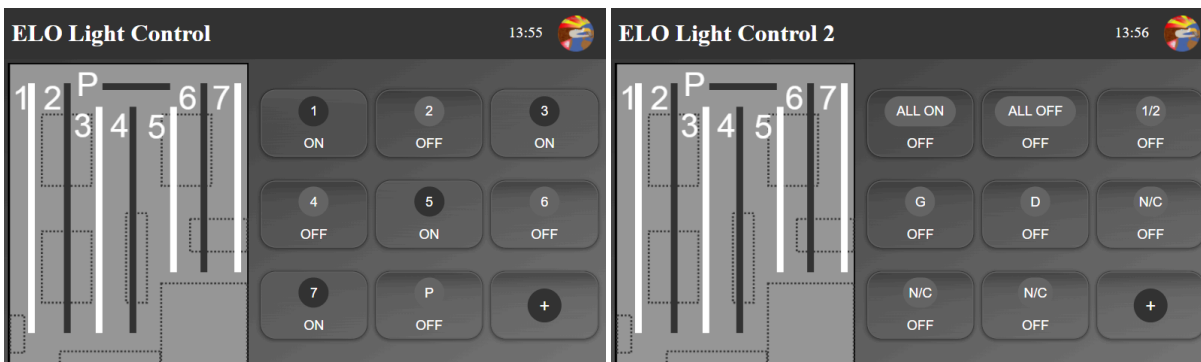 ELO Light Control
13:55
1 2 P 6 7
3 4 5
1 2 3
ON OFF ON
4 5 6
OFF ON OFF
7 P +
ON OFF
ELO Light Control 2
13:56
1 2 P 6 7
3 4 5
ALL ON ALL OFF 1/2
OFF OFF OFF
G D N/C
OFF OFF OFF
N/C N/C +
OFF OFF